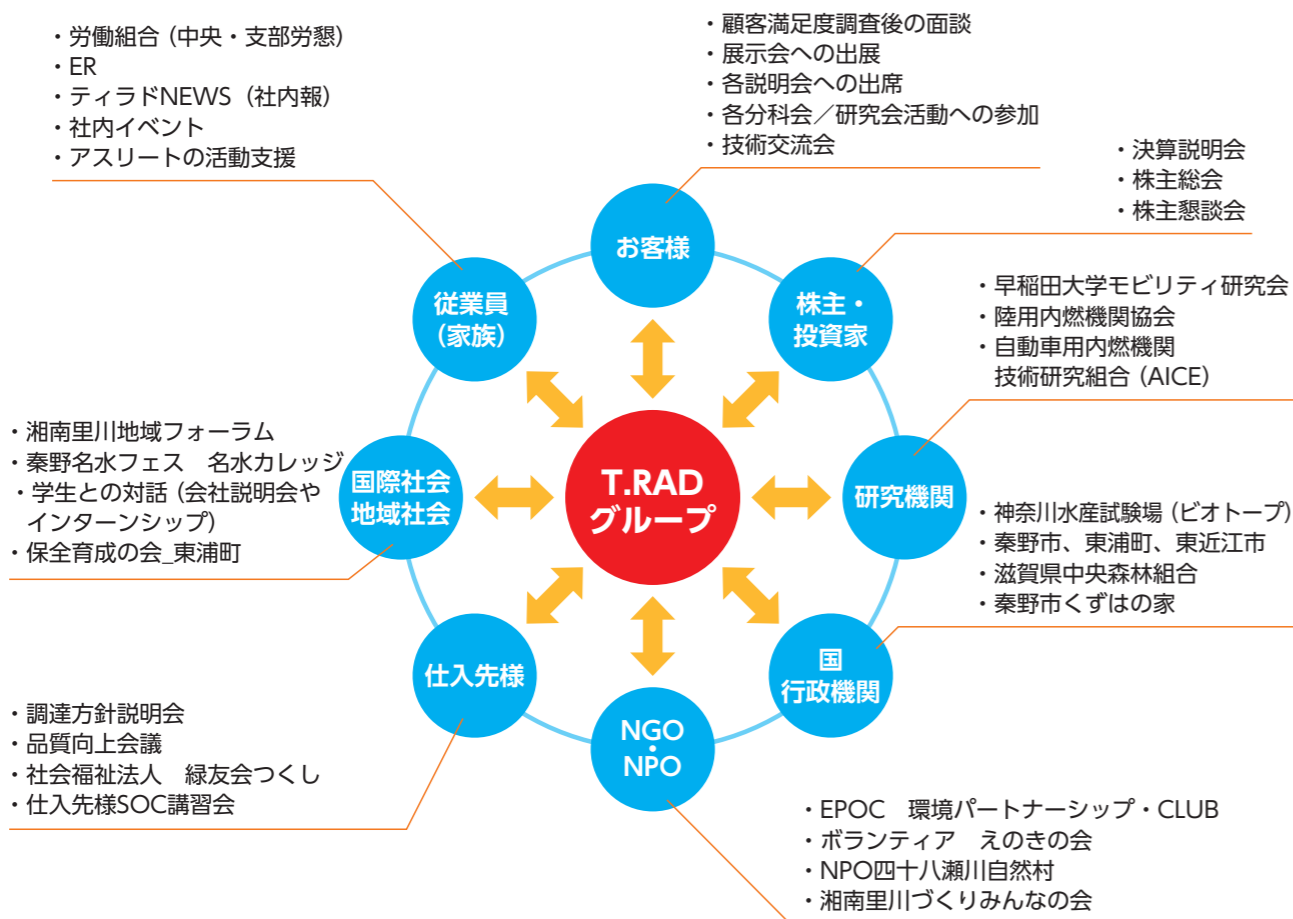 ・労働組合（中央・支部労懇）
・ER
・ティラドNEWS（社内報）
・社内イベント
・アスリートの活動支援
・顧客満足度調査後の面談
・展示会への出展
・各説明会への出席
・各分科会／研究会活動への参加
・技術交流会
・決算説明会
・株主総会
・株主懇談会
お客様
従業員
（家族）
株主・
投資家
・早稲田大学モビリティ研究会
・陸用内燃機関協会
・自動車用内燃機関
技術研究組合（AICE）
・湘南里川地域フォーラム
・秦野名水フェス　名水カレッジ
・学生との対話（会社説明会や
インターンシップ）
・保全育成の会_東浦町
国際社会
地域社会
T.RAD
グループ
研究機関
・神奈川水産試験場（ビオトープ）
・秦野市、東浦町、東近江市
・滋賀県中央森林組合
・秦野市くずはの家
仕入先様
国
行政機関
NGO
・
NPO
・調達方針説明会
・品質向上会議
・社会福祉法人　緑友会つくし
・仕入先様SOC講習会
・EPOC　環境パートナーシップ・CLUB
・ボランティア　えのきの会
・NPO四十八瀬川自然村
・湘南里川づくりみんなの会